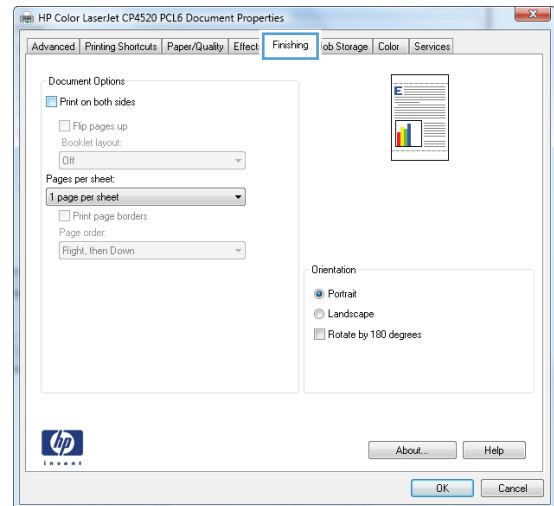 HP Color LaserJet CP4520 PCL6 Document Properties
Advanced Printing Shortcuts Paper/Quality Effect Finishing ob Storage Color Services
Document Options
Print on both sides
Flip pages up
Booklet layout:
Off
Pages per sheet:
1 page per sheet
Print page borders
Page order:
Right, then Down
E
Orientation
Portrait
Landscape
Rotate by 180 degrees
hp
invent
About... Help
OK Cancel